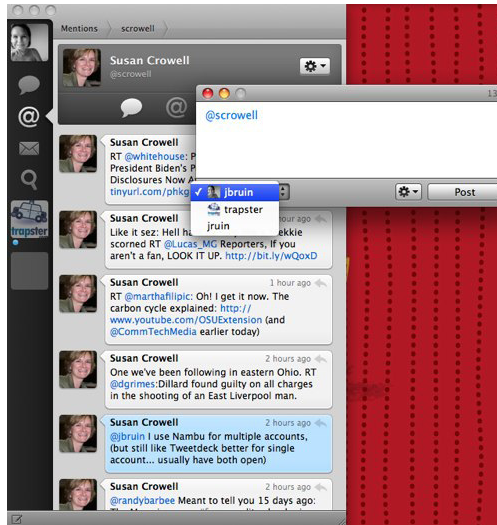 Mentions
scrowell
Susan Crowell
@scrowell
13
@scrowell
Susan Crowell
RT @whitehouse: P
President Biden's P
Disclosures Now A
tinyurl.com/phkg
jbruin
trapster
jruin
Post
trapster
Susan Crowell
hour ago
Like it sez: Hell ha
ekkie
scorned RT @Lucas_MG Reporters, If you
aren't a fan, LOOK IT UP. http://bit.ly/wQoxD
Susan Crowell
1 hour ago
RT @marthafilipic: Oh! I get it now. The
carbon cycle explained: http://
www.youtube.com/OSUExtension (and
@CommTechMedia earlier today)
Susan Crowell
2 hours ago
One we've been following in eastern Ohio. RT
@dgrimes:Dillard found guilty on all charges
in the shooting of an East Liverpool man.
Susan Crowell
2 hours ago
@jbruin I use Nambu for multiple accounts,
(but still like Tweetdeck better for single
account... usually have both open)
Susan Crowell
2 hours ago
@randybarbee Meant to tell you 15 days ago: